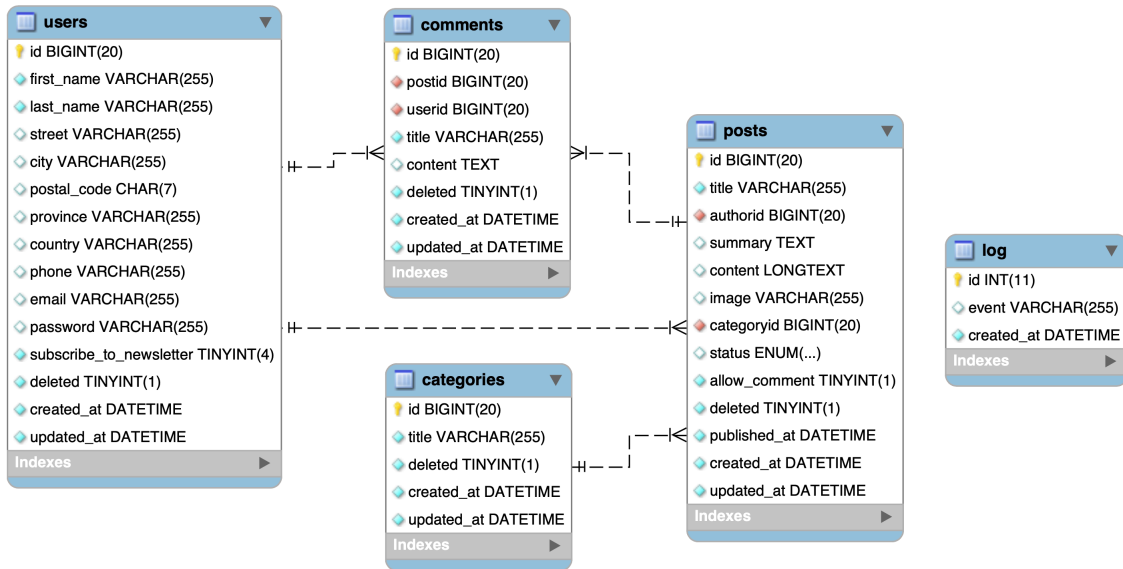 users
id BIGINT(20)
first_name VARCHAR(255)
last_name VARCHAR(255)
street VARCHAR(255)
city VARCHAR(255)
postal_code CHAR(7)
province VARCHAR(255)
country VARCHAR(255)
phone VARCHAR(255)
email VARCHAR(255)
password VARCHAR(255)
subscribe_to_newsletter TINYINT(4)
deleted TINYINT(1)
created_at DATETIME
updated_at DATETIME
Indexes
comments
id BIGINT(20)
postid BIGINT(20)
userid BIGINT(20)
title VARCHAR(255)
content TEXT
deleted TINYINT(1)
created_at DATETIME
updated_at DATETIME
Indexes
categories
id BIGINT(20)
title VARCHAR(255)
deleted TINYINT(1)
created_at DATETIME
updated_at DATETIME
Indexes
posts
id BIGINT(20)
title VARCHAR(255)
authorid BIGINT(20)
summary TEXT
content LONGTEXT
image VARCHAR(255)
categoryid BIGINT(20)
status ENUM(...)
allow_comment TINYINT(1)
deleted TINYINT(1)
published_at DATETIME
created_at DATETIME
updated_at DATETIME
Indexes
log
id INT(11)
event VARCHAR(255)
created_at DATETIME
Indexes